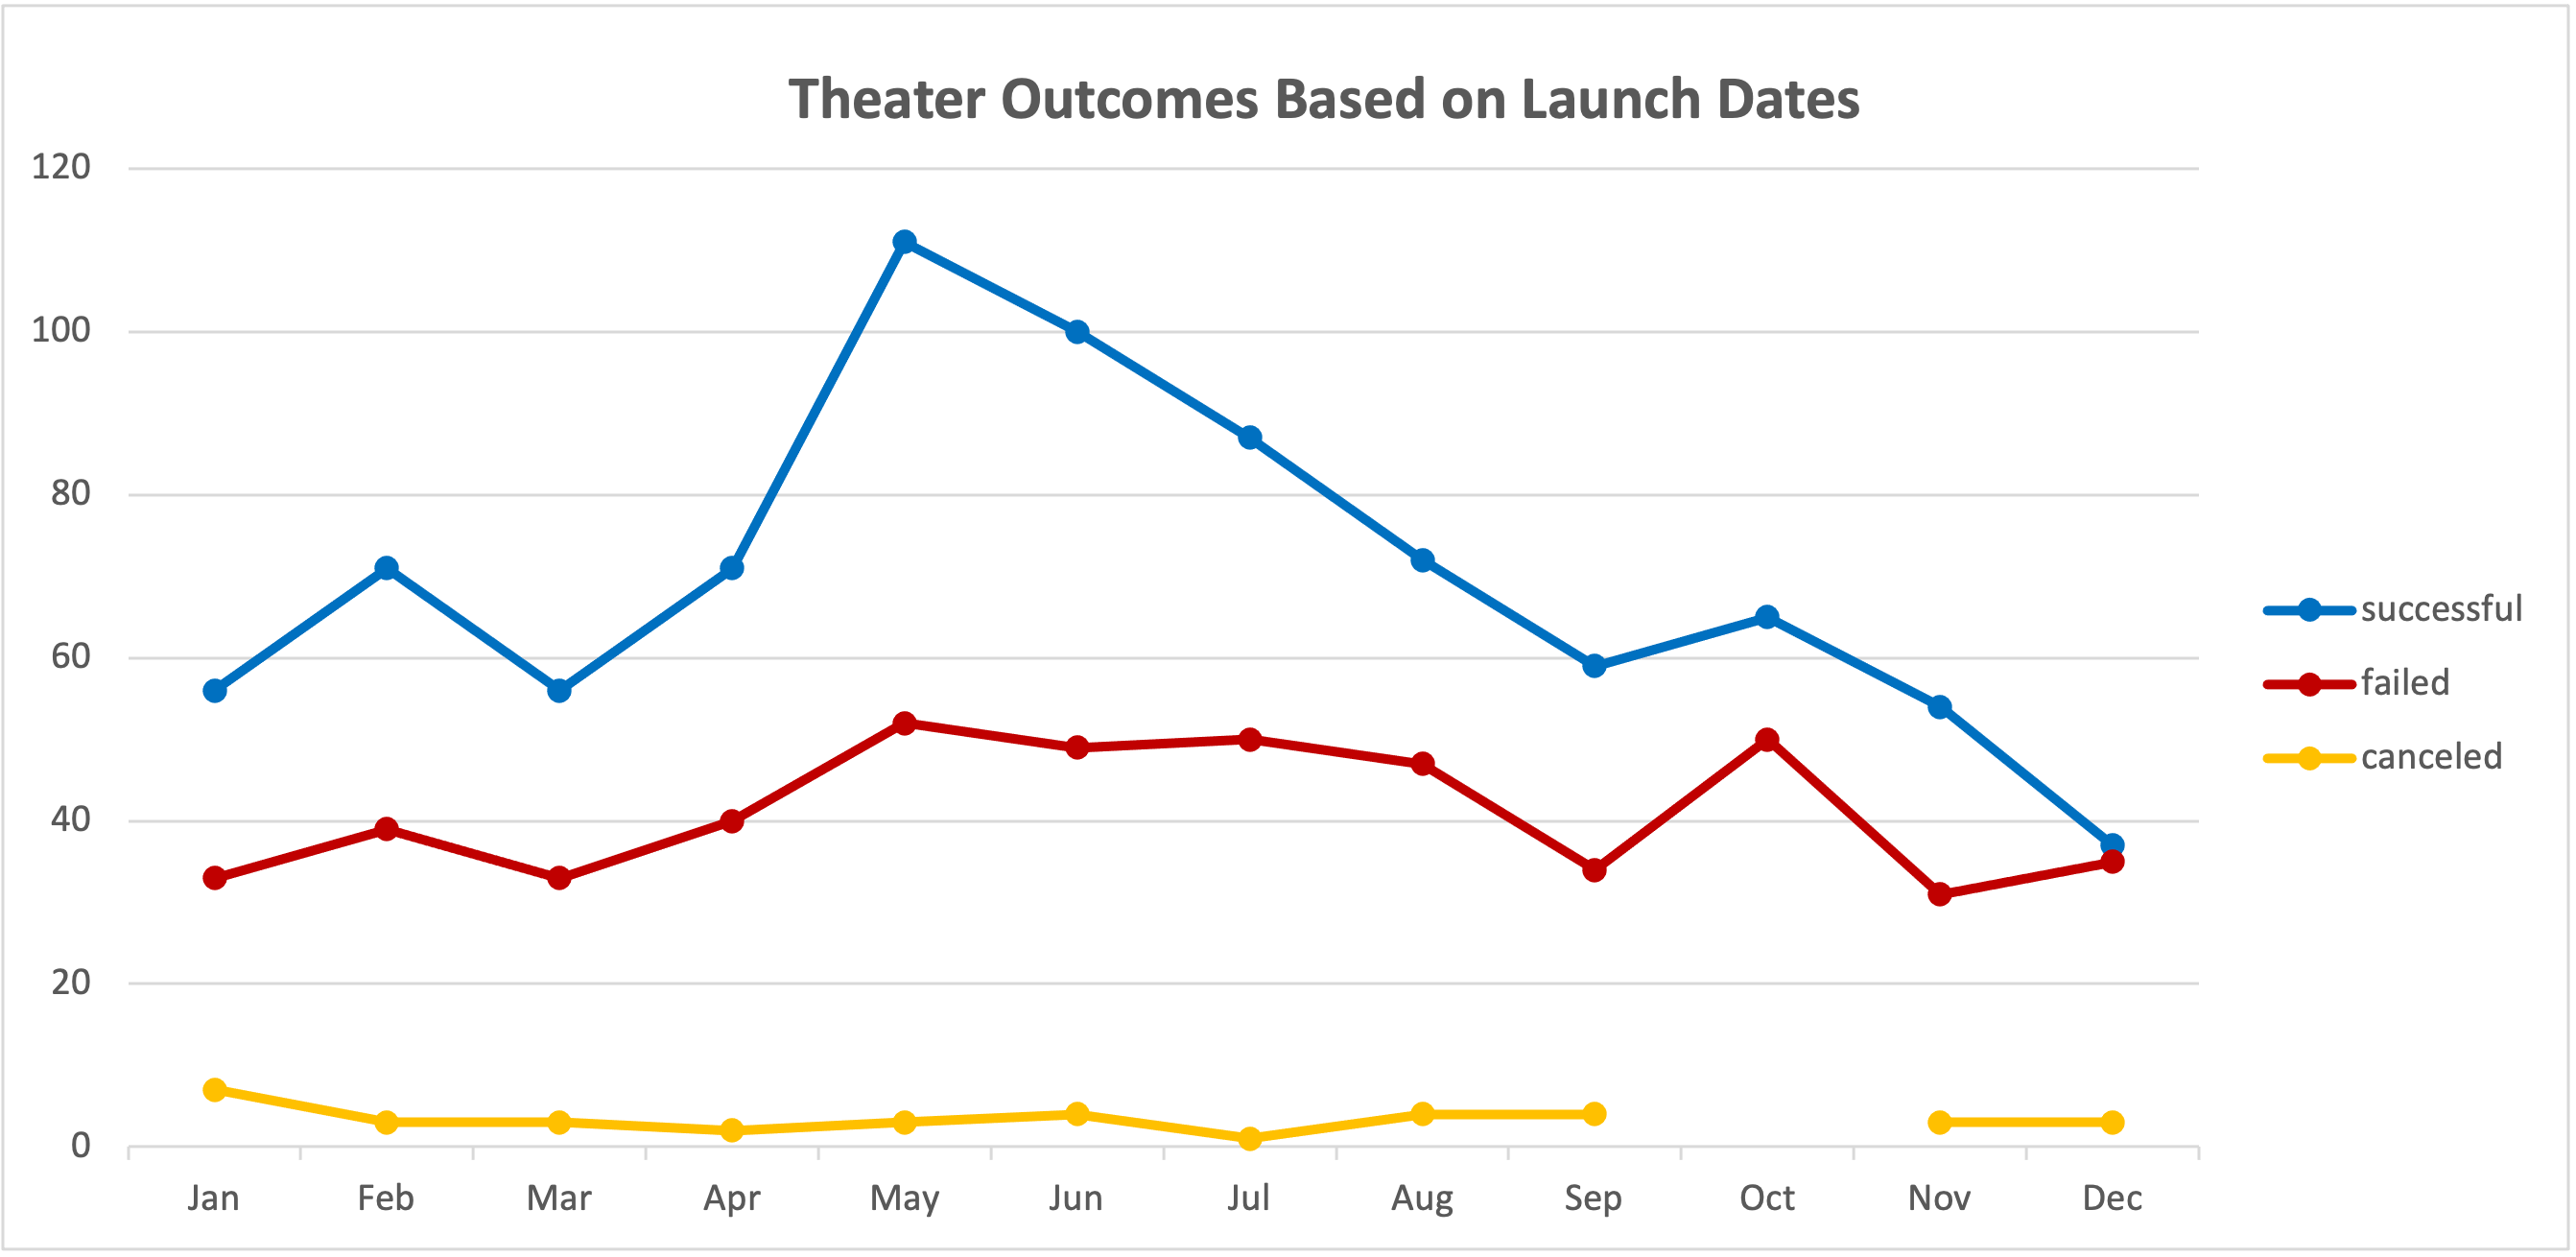 Theater Outcomes Based on Launch Dates
120
100
80
60
40
20
0
Jan Feb Mar Apr May Jun Jul Aug Sep Oct Nov Dec
successful
failed
canceled